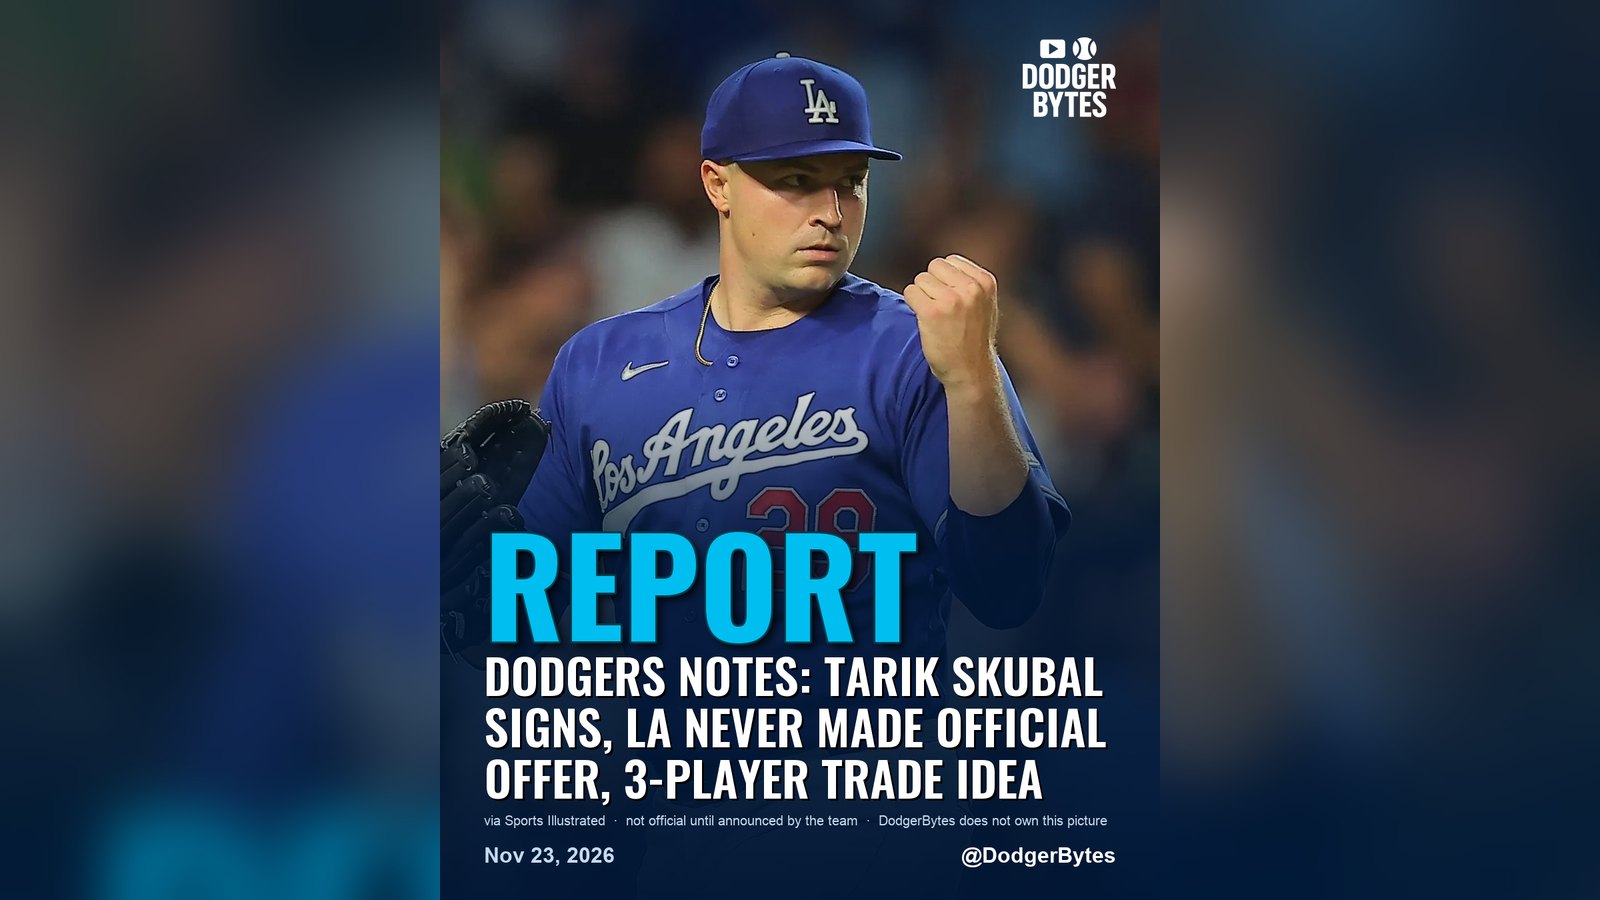 DODGER
BYTES
LA
Los Angeles
29
REPORT
DODGERS NOTES: TARIK SKUBAL
SIGNS, LA NEVER MADE OFFICIAL
OFFER, 3-PLAYER TRADE IDEA
via Sports Illustrated · not official until announced by the team · DodgerBytes does not own this picture
Nov 23, 2026
@DodgerBytes